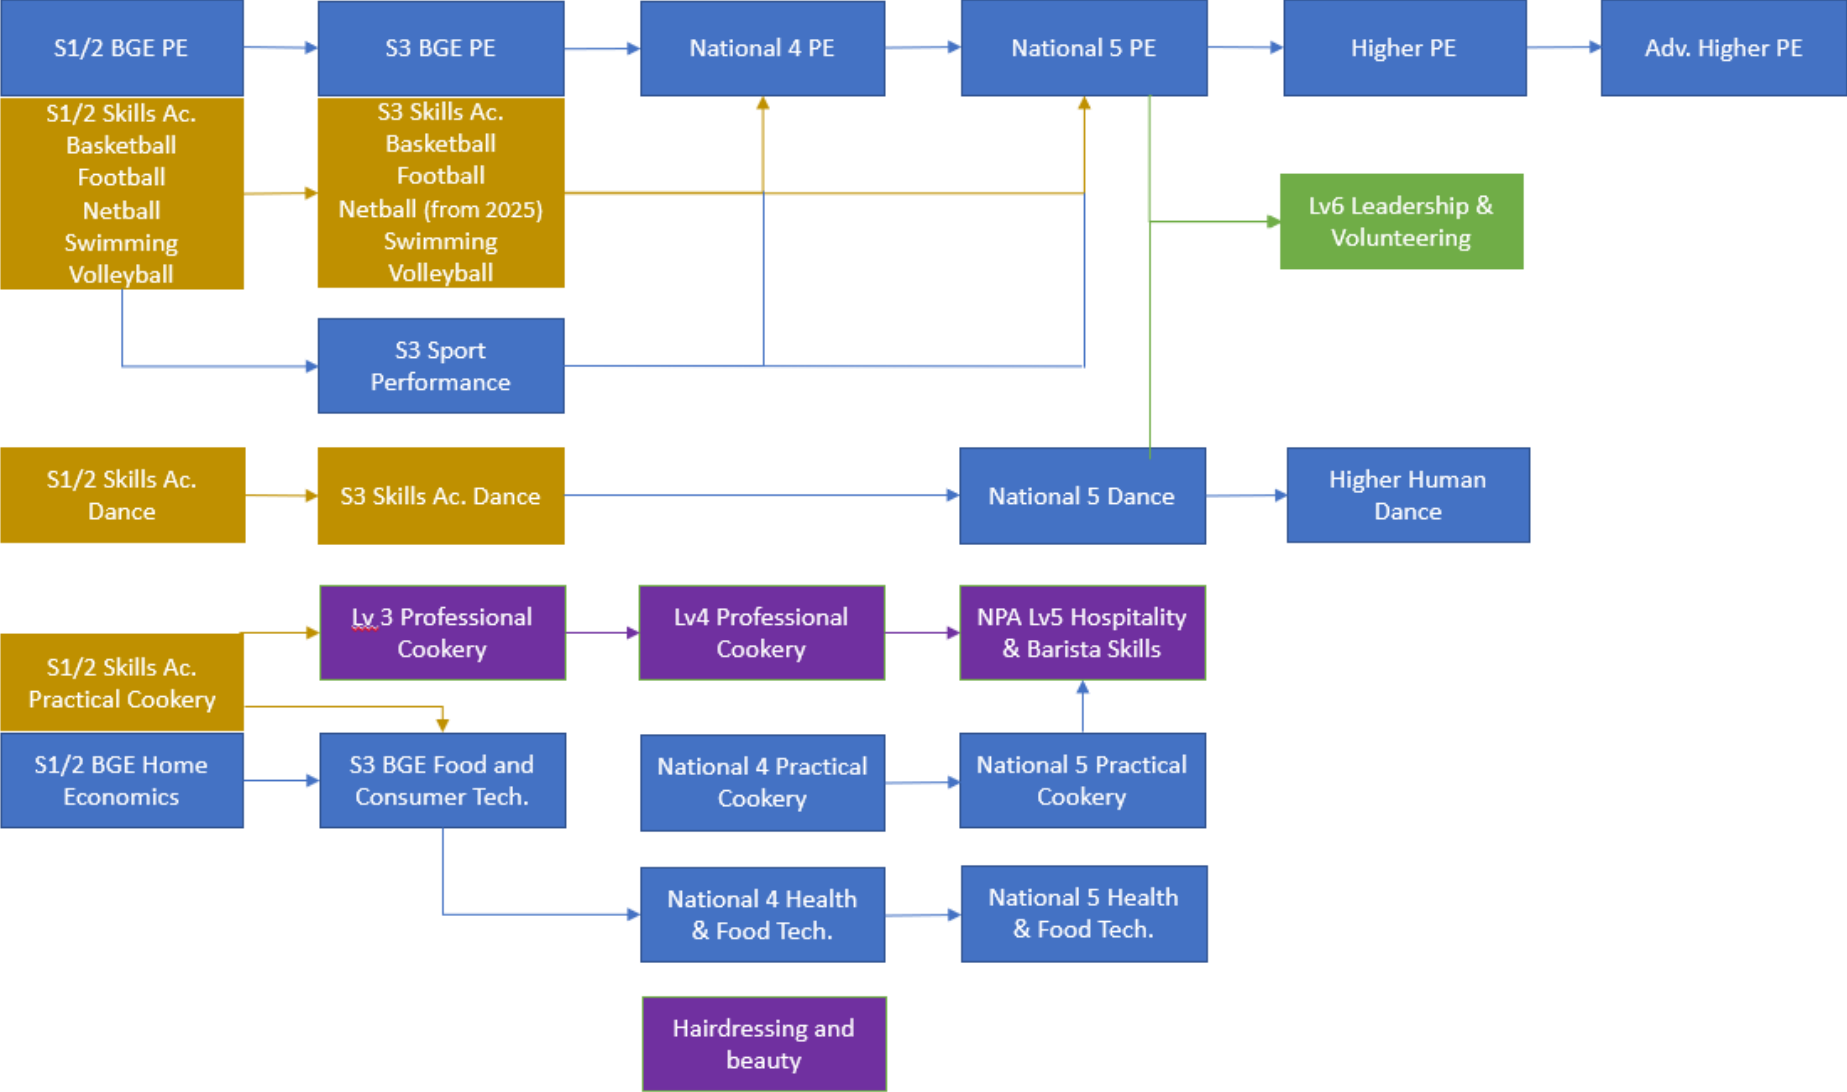 S1/2 BGE PE
S3 BGE PE
National 4 PE
National 5 PE
Higher PE
Adv. Higher PE
S1/2 Skills Ac.
Basketball
Football
Netball
Swimming
Volleyball
S3 Skills Ac.
Basketball
Football
Netball (from 2025)
Swimming
Volleyball
Lv6 Leadership &
Volunteering
S3 Sport
Performance
S1/2 Skills Ac.
Dance
S3 Skills Ac. Dance
National 5 Dance
Higher Human
Dance
Lv 3 Professional
Cookery
Lv4 Professional
Cookery
NPA Lv5 Hospitality
& Barista Skills
S1/2 Skills Ac.
Practical Cookery
S1/2 BGE Home
Economics
S3 BGE Food and
Consumer Tech.
National 4 Practical
Cookery
National 5 Practical
Cookery
National 4 Health
& Food Tech.
National 5 Health
& Food Tech.
Hairdressing and
beauty